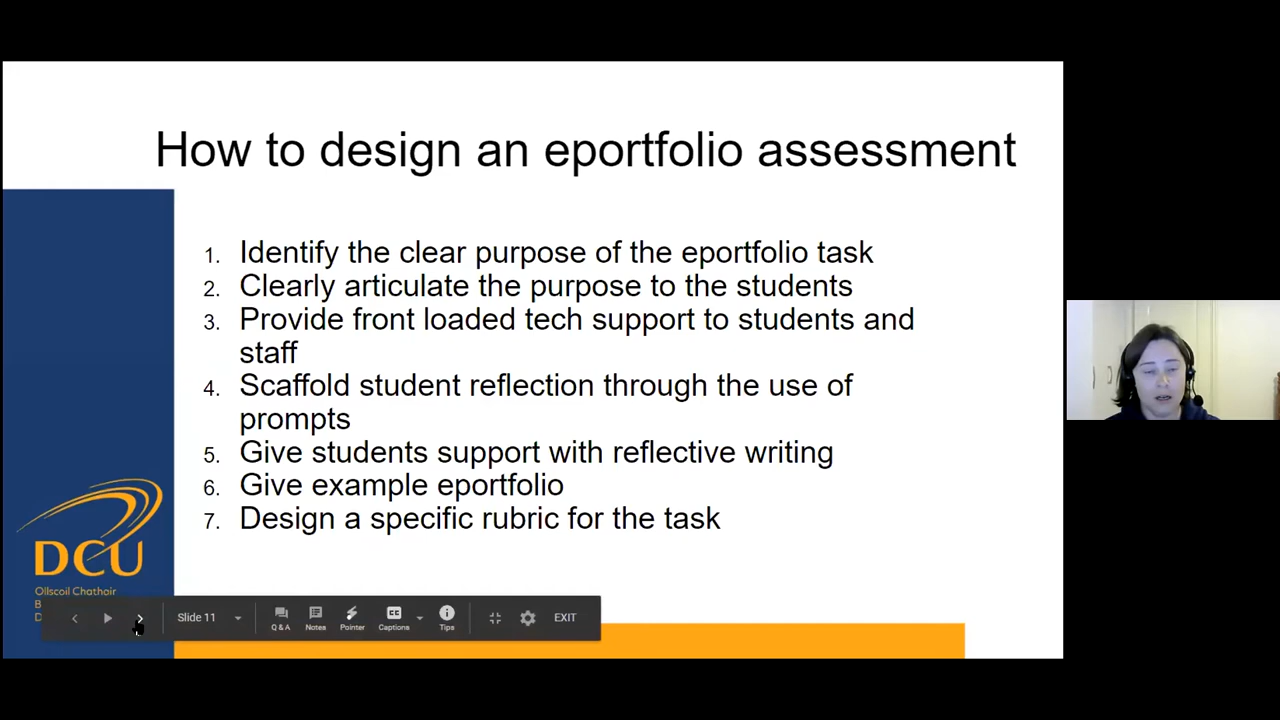 How to design an eportfolio assessment
1. Identify the clear purpose of the eportfolio task
2. Clearly articulate the purpose to the students
3. Provide front loaded tech support to students and
staff
4. Scaffold student reflection through the use of
prompts
5. Give students support with reflective writing
6. Give example eportfolio
7. Design a specific rubric for the task
DCU
Ollscoil Chathair
B
D
Slide 11
Q & A
Notes
Pointer
Captions
Tips
EXIT